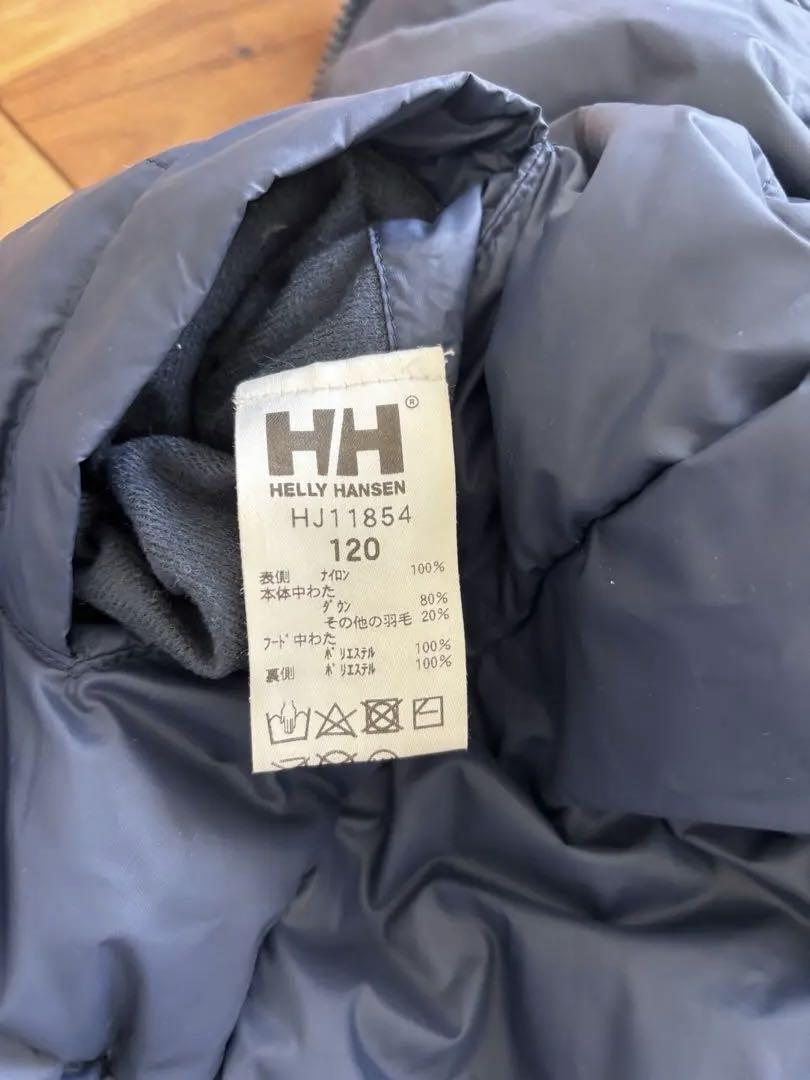 HH®
HELLY HANSEN
HJ11854
120
表側 ナイロン 100%
本体中わた
ダウン 80%
その他の羽毛 20%
フード中わた
ポリエステル 100%
裏側 ポリエステル 100%